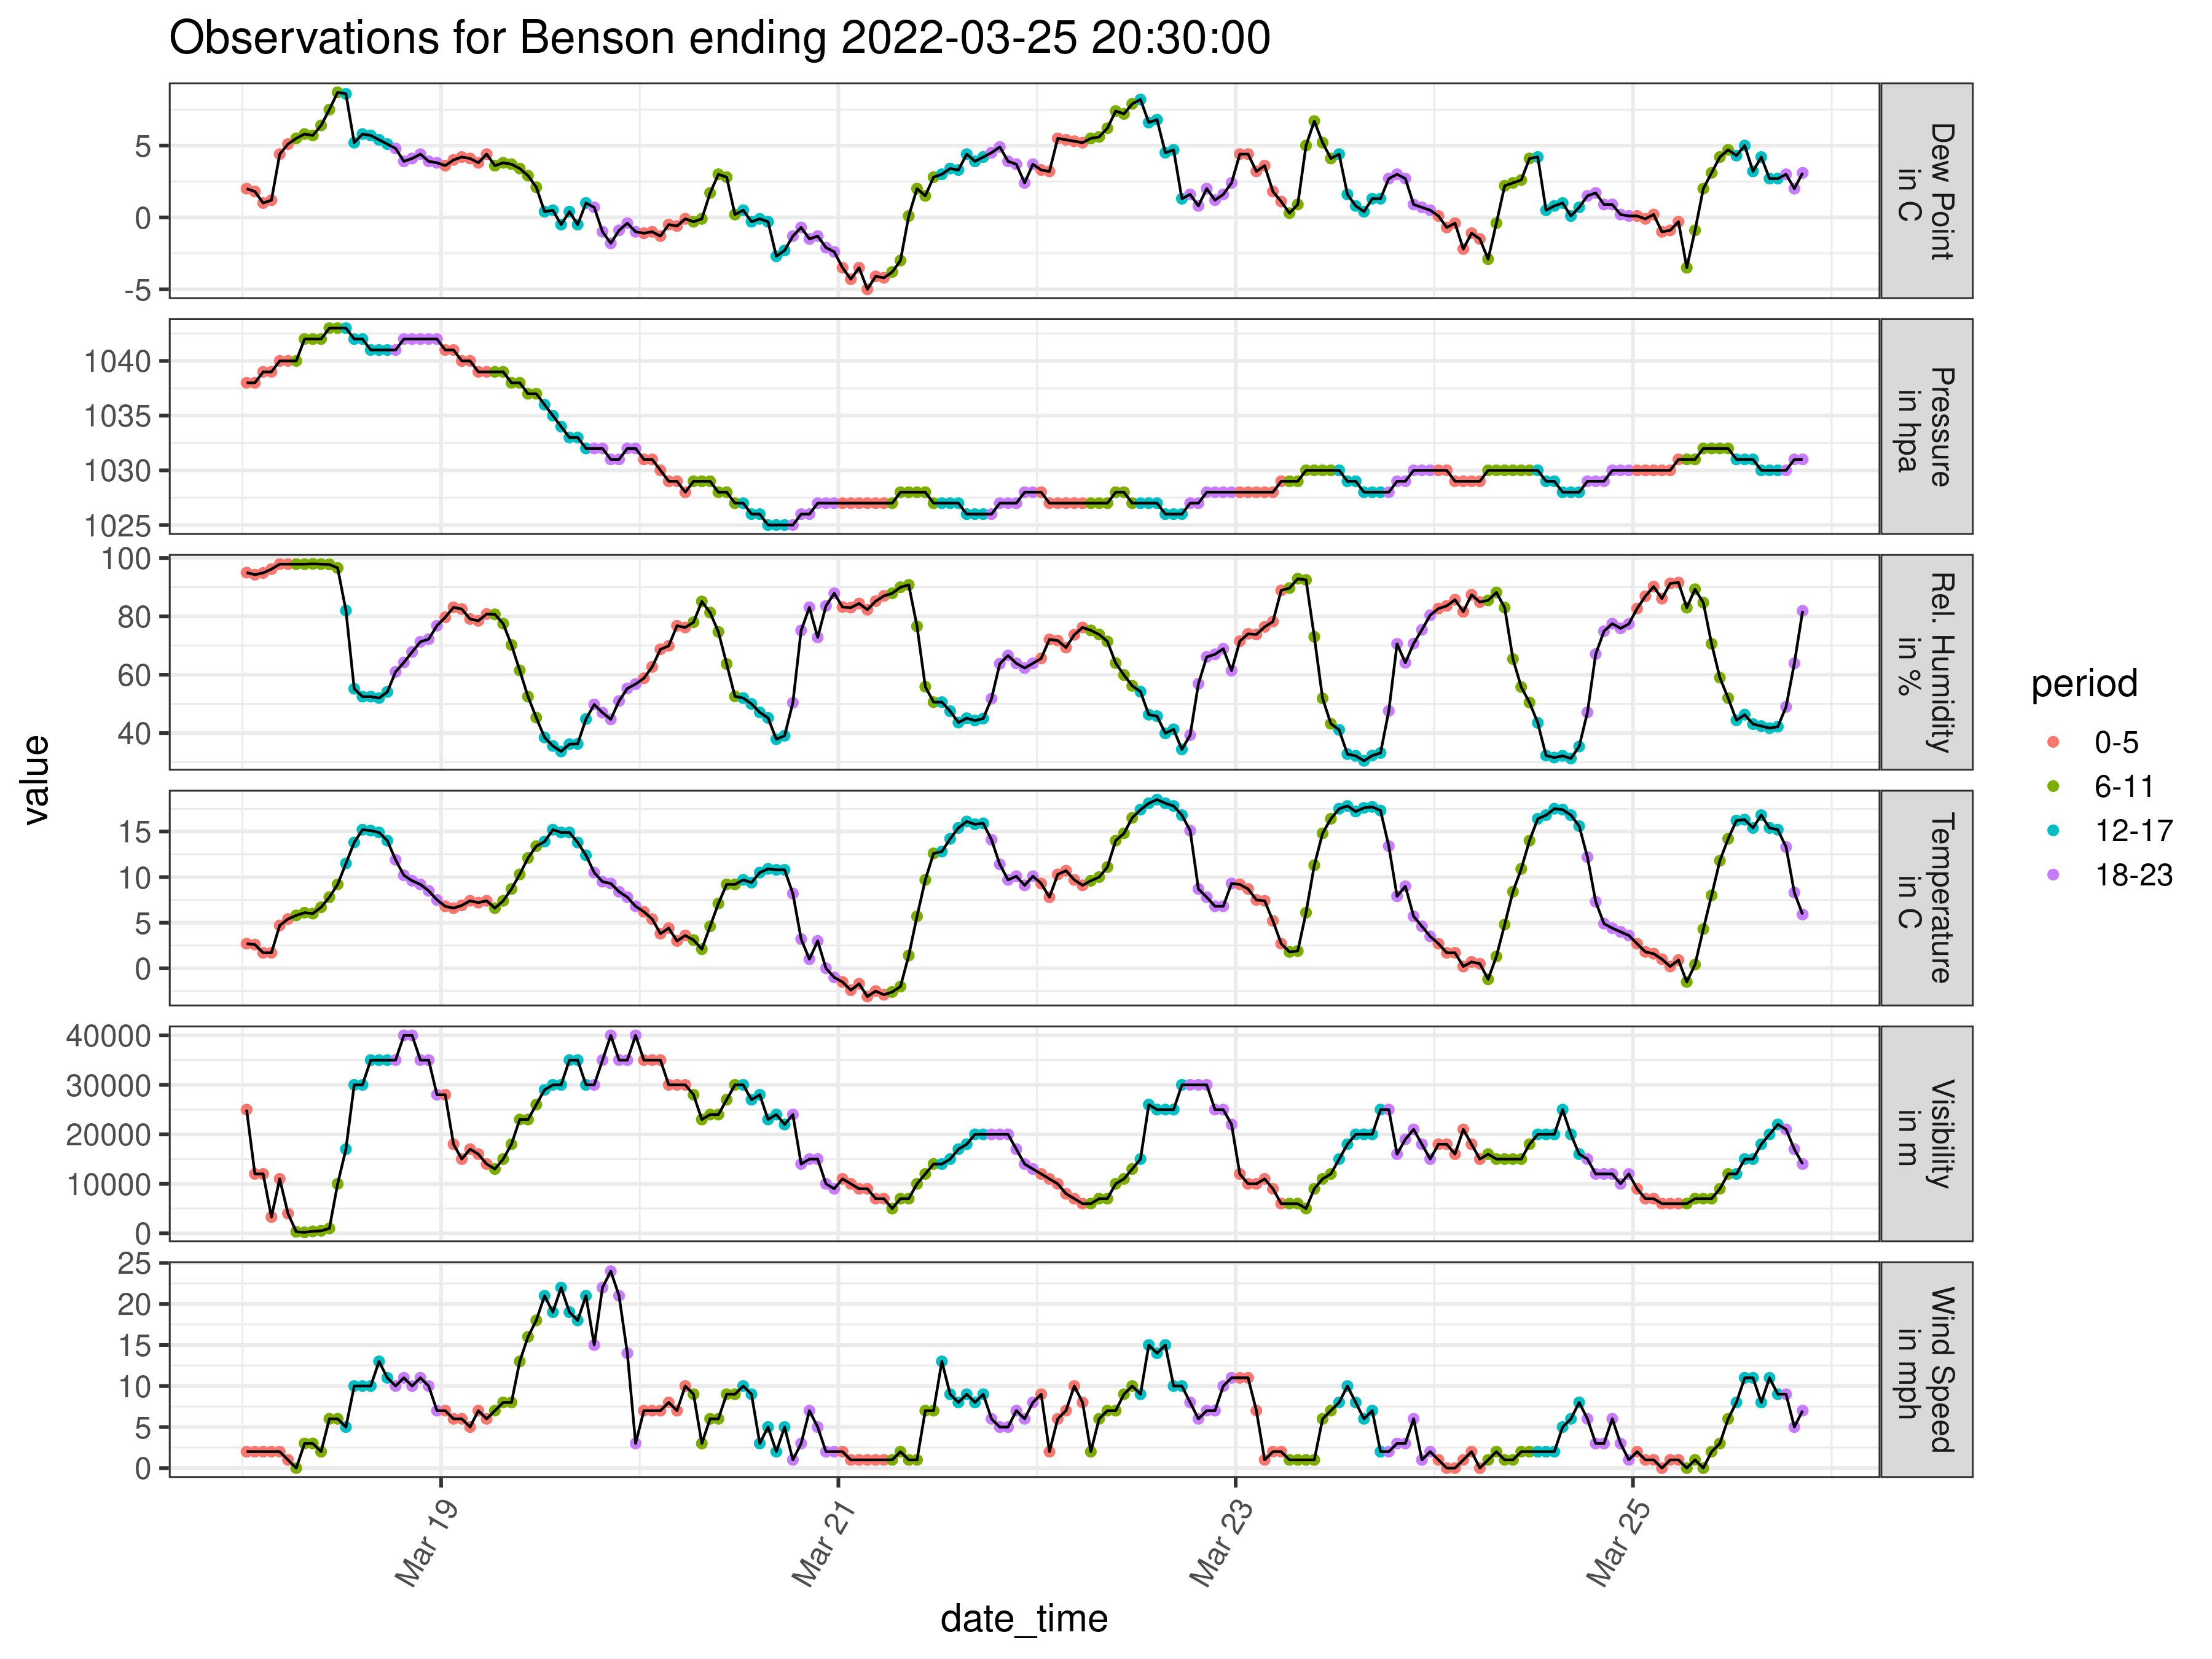 Observations for Benson ending 2022-03-25 20:30:00
value
5
0
-5
Dew Point
in C
1040
1035
1030
1025
Pressure
in hpa
100
80
60
40
Rel. Humidity
in %
15
10
5
0
Temperature
in C
40000
30000
20000
10000
0
Visibility
in m
25
20
15
10
5
0
Wind Speed
in mph
Mar 19
Mar 21
Mar 23
Mar 25
date_time
period
0-5
6-11
12-17
18-23